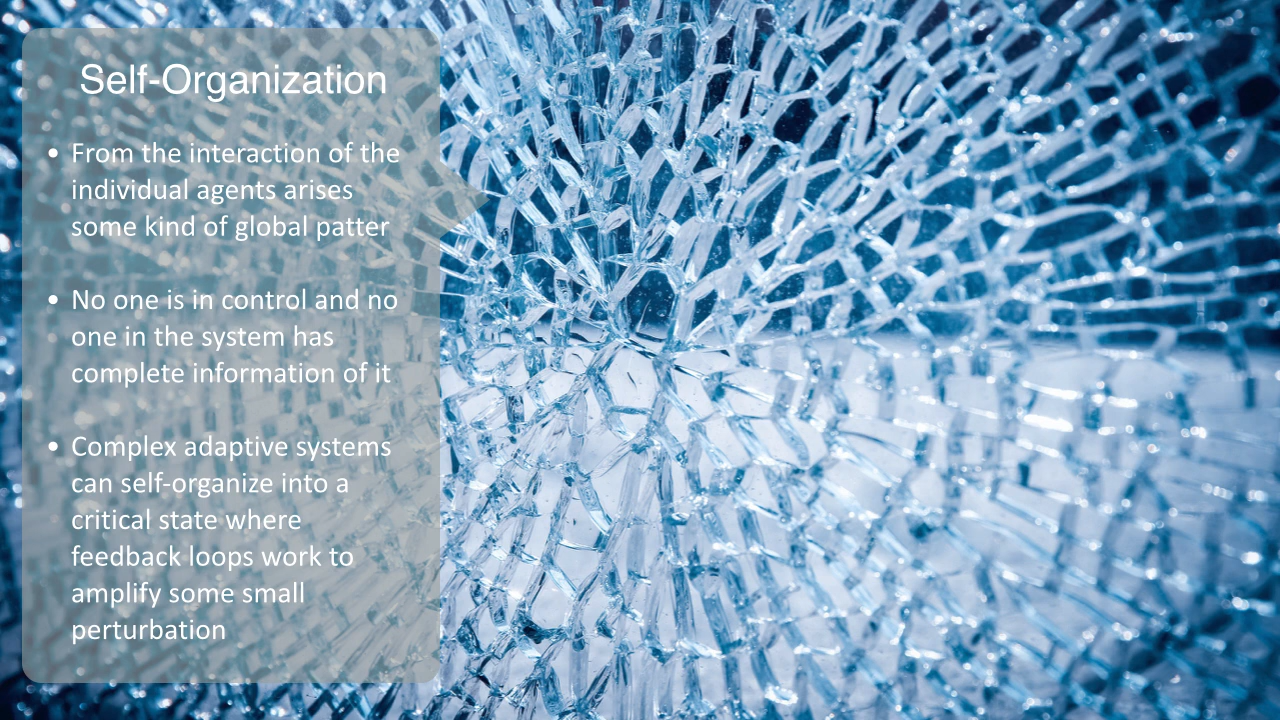 Self-Organization
• From the interaction of the
individual agents arises
some kind of global patter
• No one is in control and no
one in the system has
complete information of it
• Complex adaptive systems
can self-organize into a
critical state where
feedback loops work to
amplify some small
perturbation